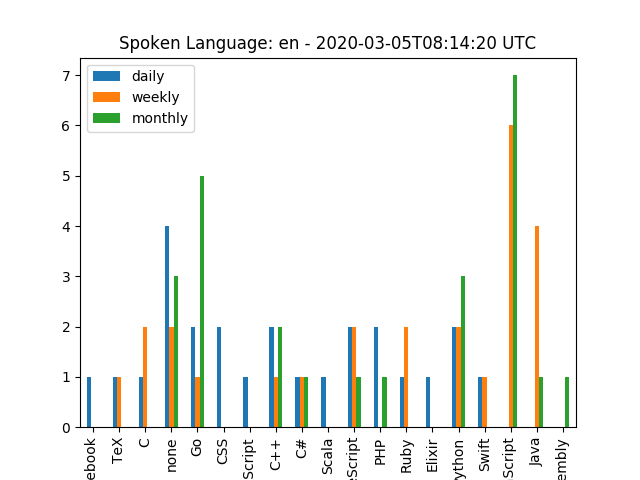 Spoken Language: en - 2020-03-05T08:14:20 UTC
daily
weekly
monthly
7
6
5
4
3
2
1
0
ebook
TeX
C
none
Go
CSS
Script
C++
C#
Scala
eScript
PHP
Ruby
Elixir
ython
Swift
Script
Java
embly